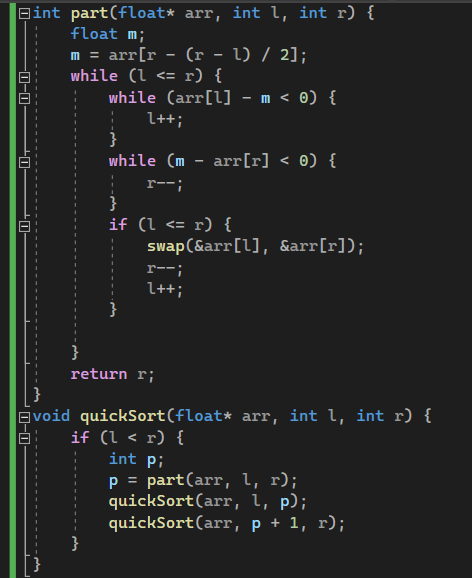 int part(float* arr, int l, int r) {
    float m;
    m = arr[r - (r - l) / 2];
    while (l <= r) {
        while (arr[l] - m < 0) {
            l++;
        }
        while (m - arr[r] < 0) {
            r--;
        }
        if (l <= r) {
            swap(&arr[l], &arr[r]);
            r--;
            l++;
        }

    }
    return r;
}
void quickSort(float* arr, int l, int r) {
    if (l < r) {
        int p;
        p = part(arr, l, r);
        quickSort(arr, l, p);
        quickSort(arr, p + 1, r);
    }
}